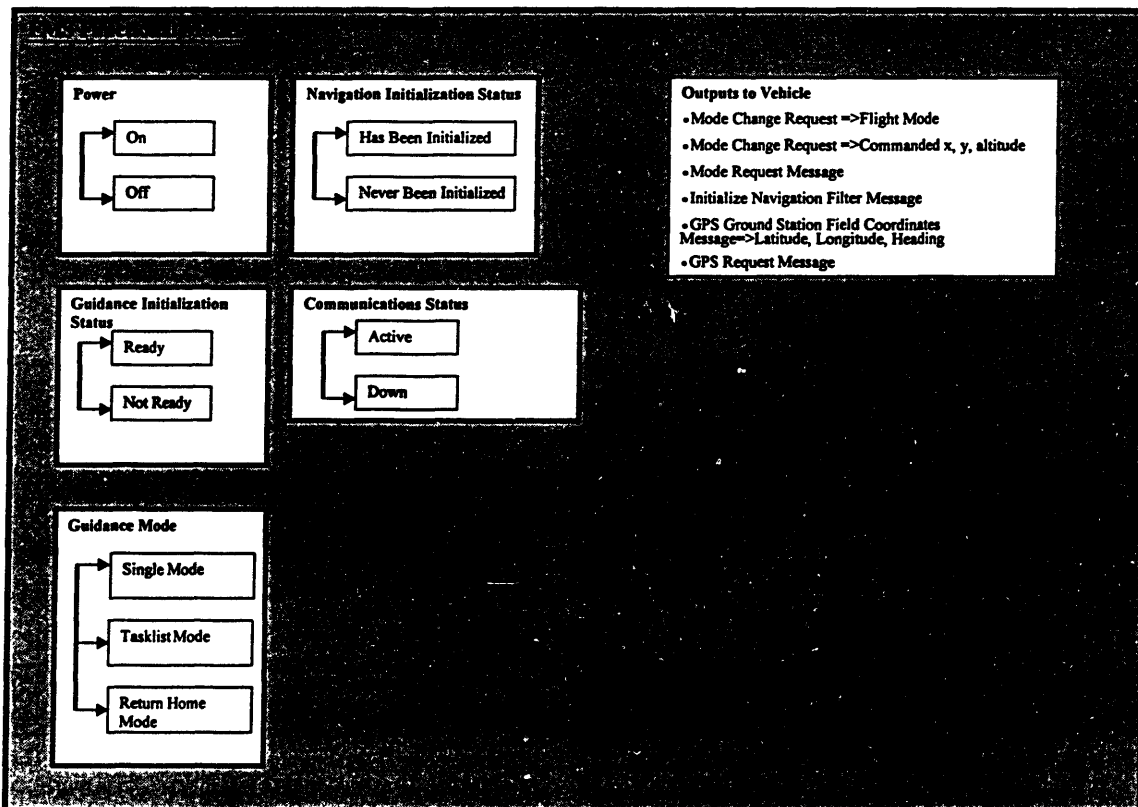 Power
On
Off
Navigation Initialization Status
Has Been Initialized
Never Been Initialized
Outputs to Vehicle
•Mode Change Request =>Flight Mode
•Mode Change Request =>Commanded x, y, altitude
•Mode Request Message
•Initialize Navigation Filter Message
•GPS Ground Station Field Coordinates
Message=>Latitude, Longitude, Heading
•GPS Request Message
Guidance Initialization
Status
Ready
Not Ready
Communications Status
Active
Down
Guidance Mode
Single Mode
Tasklist Mode
Return Home
Mode